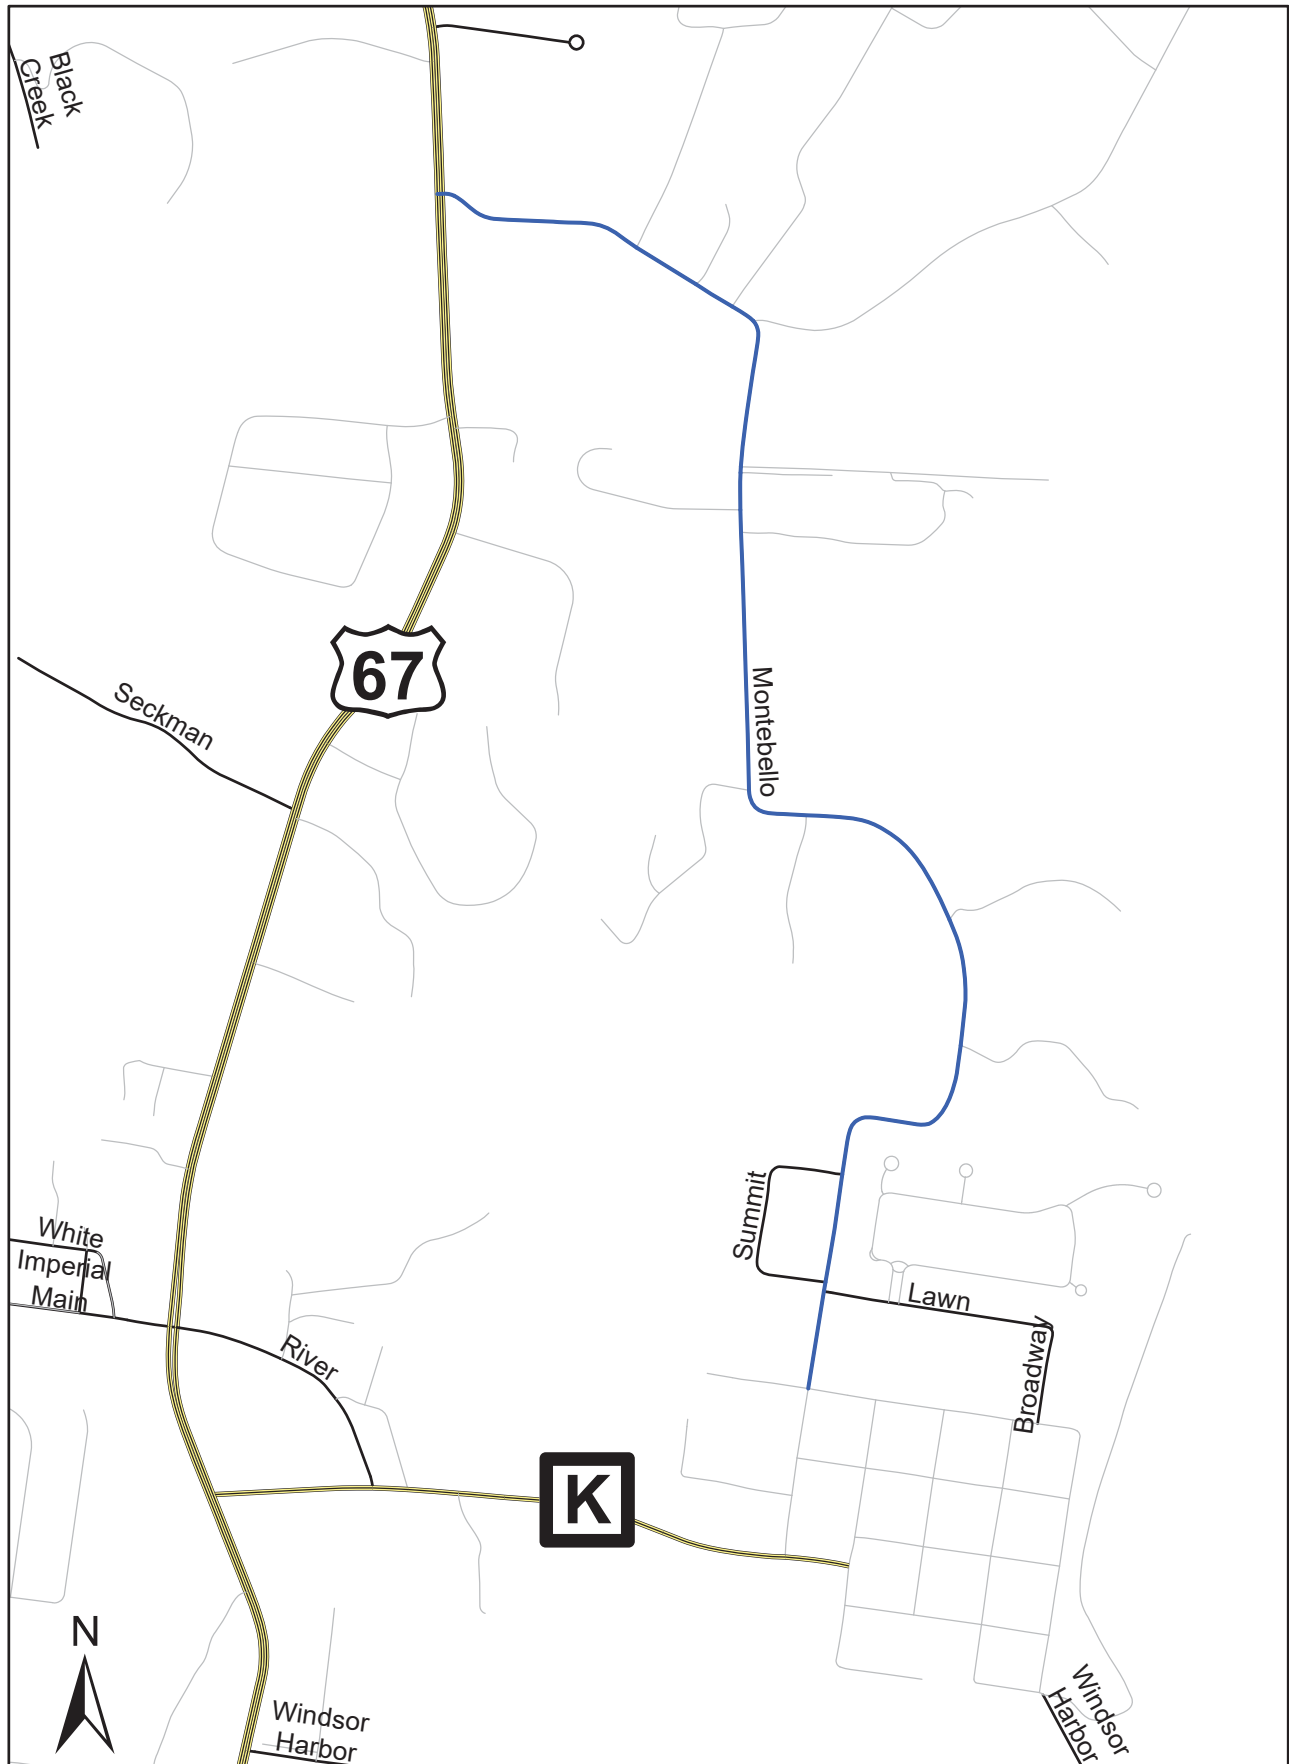 Black
Creek
67
Seckman
Montebello
Summit
White
Imperial
Main
Lawn
Broadway
River
K
N
Windsor
Harbor
Windsor
Harbor